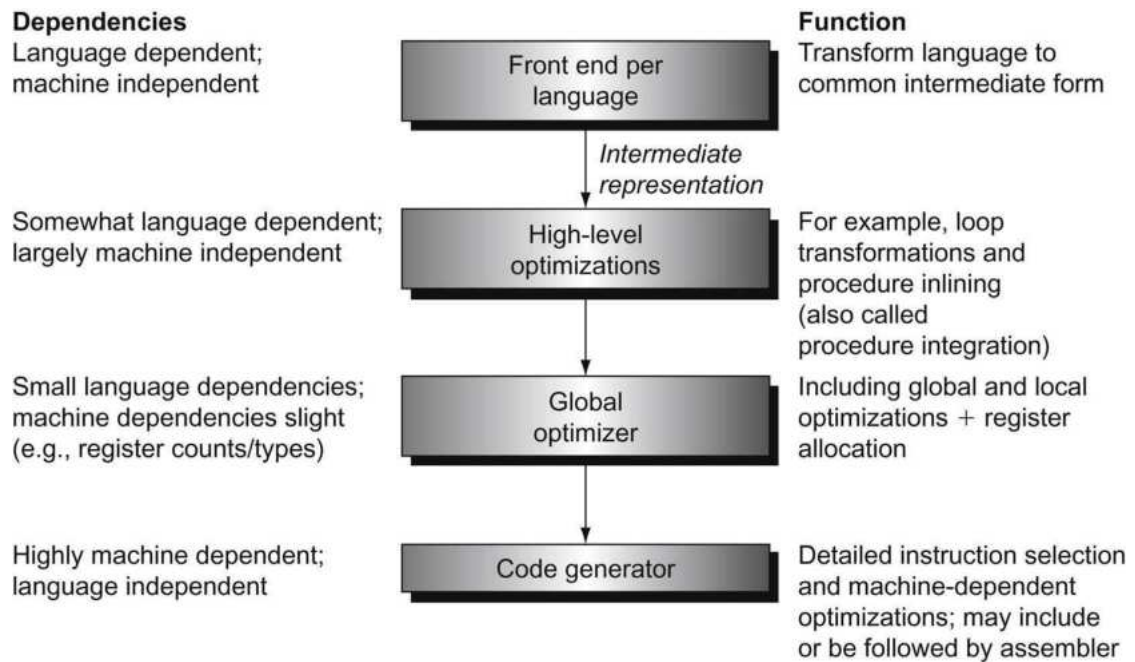 Dependencies
Language dependent;
machine independent
Front end per
language
Function
Transform language to
common intermediate form
Intermediate
representation
Somewhat language dependent;
largely machine independent
High-level
optimizations
For example, loop
transformations and
procedure inlining
(also called
procedure integration)
Small language dependencies;
machine dependencies slight
(e.g., register counts/types)
Global
optimizer
Including global and local
optimizations + register
allocation
Highly machine dependent;
language independent
Code generator
Detailed instruction selection
and machine-dependent
optimizations; may include
or be followed by assembler